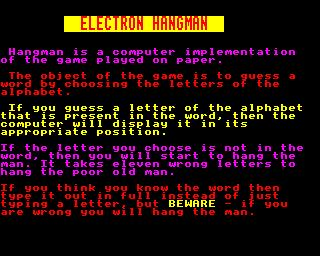 ELECTRON HANGMAN
Hangman is a computer implementation
of the game played on paper.
The object of the game is to guess a
word by choosing the letters of the
alphabet.
If you guess a letter of the alphabet
that is present in the word, then the
computer will display it in its
appropriate position.
If the letter you choose is not in the
word, then you will start to hang the
man. It takes eleven wrong letters to
hang the poor old man.
If you think you know the word then
type it out in full instead of just
typing a letter, but BEWARE - if you
are wrong you will hang the man.